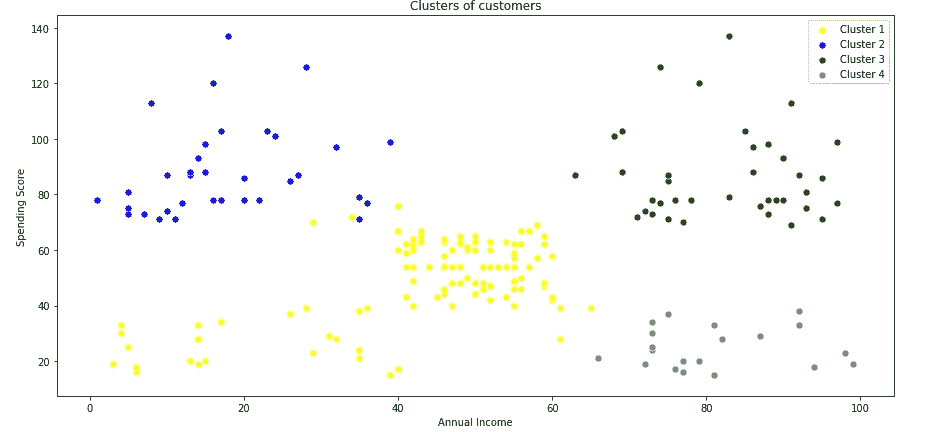 Clusters of customers
Cluster 1
Cluster 2
Cluster 3
Cluster 4
Spending Score
140
120
100
80
60
40
20
0
20
40
60
80
100
Annual Income